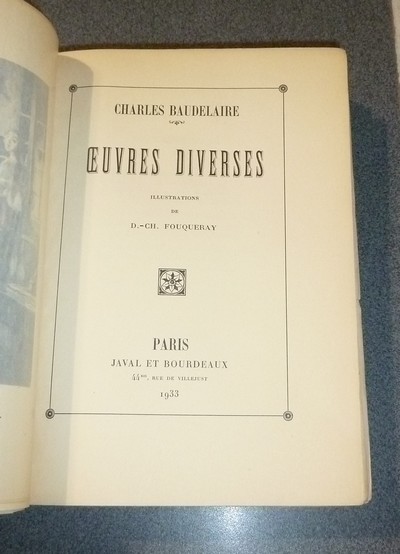 CHARLES BAUDELAIRE
ŒUVRES DIVERSES
ILLUSTRATIONS
DE
D.-CH. FOUQUERAY
PARIS
JAVAL ET BOURDEAUX
44BIS, RUE DE VILLEJUST
1933